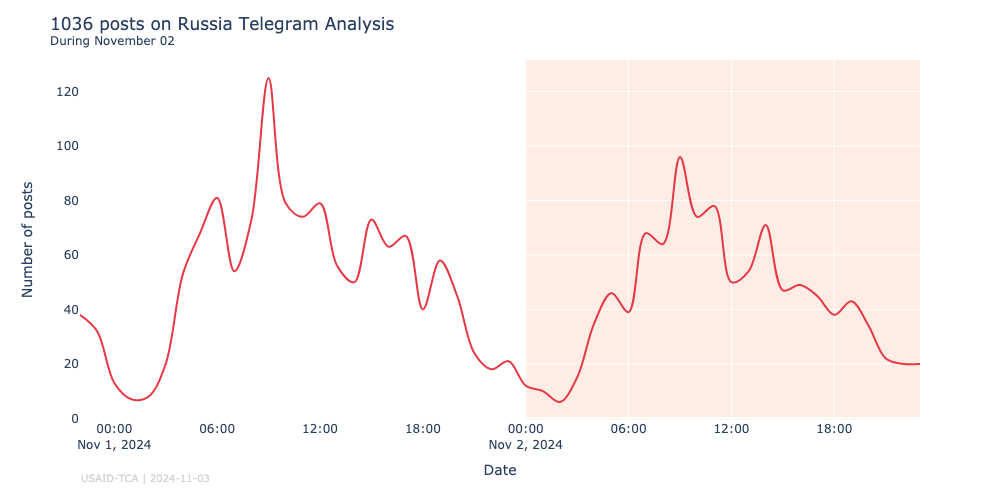 1036 posts on Russia Telegram Analysis
During November 02
Number of posts
120
100
80
60
40
20
0
00:00 06:00 12:00 18:00 00:00 06:00 12:00 18:00
Nov 1, 2024 Nov 2, 2024
Date
USAID-TCA | 2024-11-03